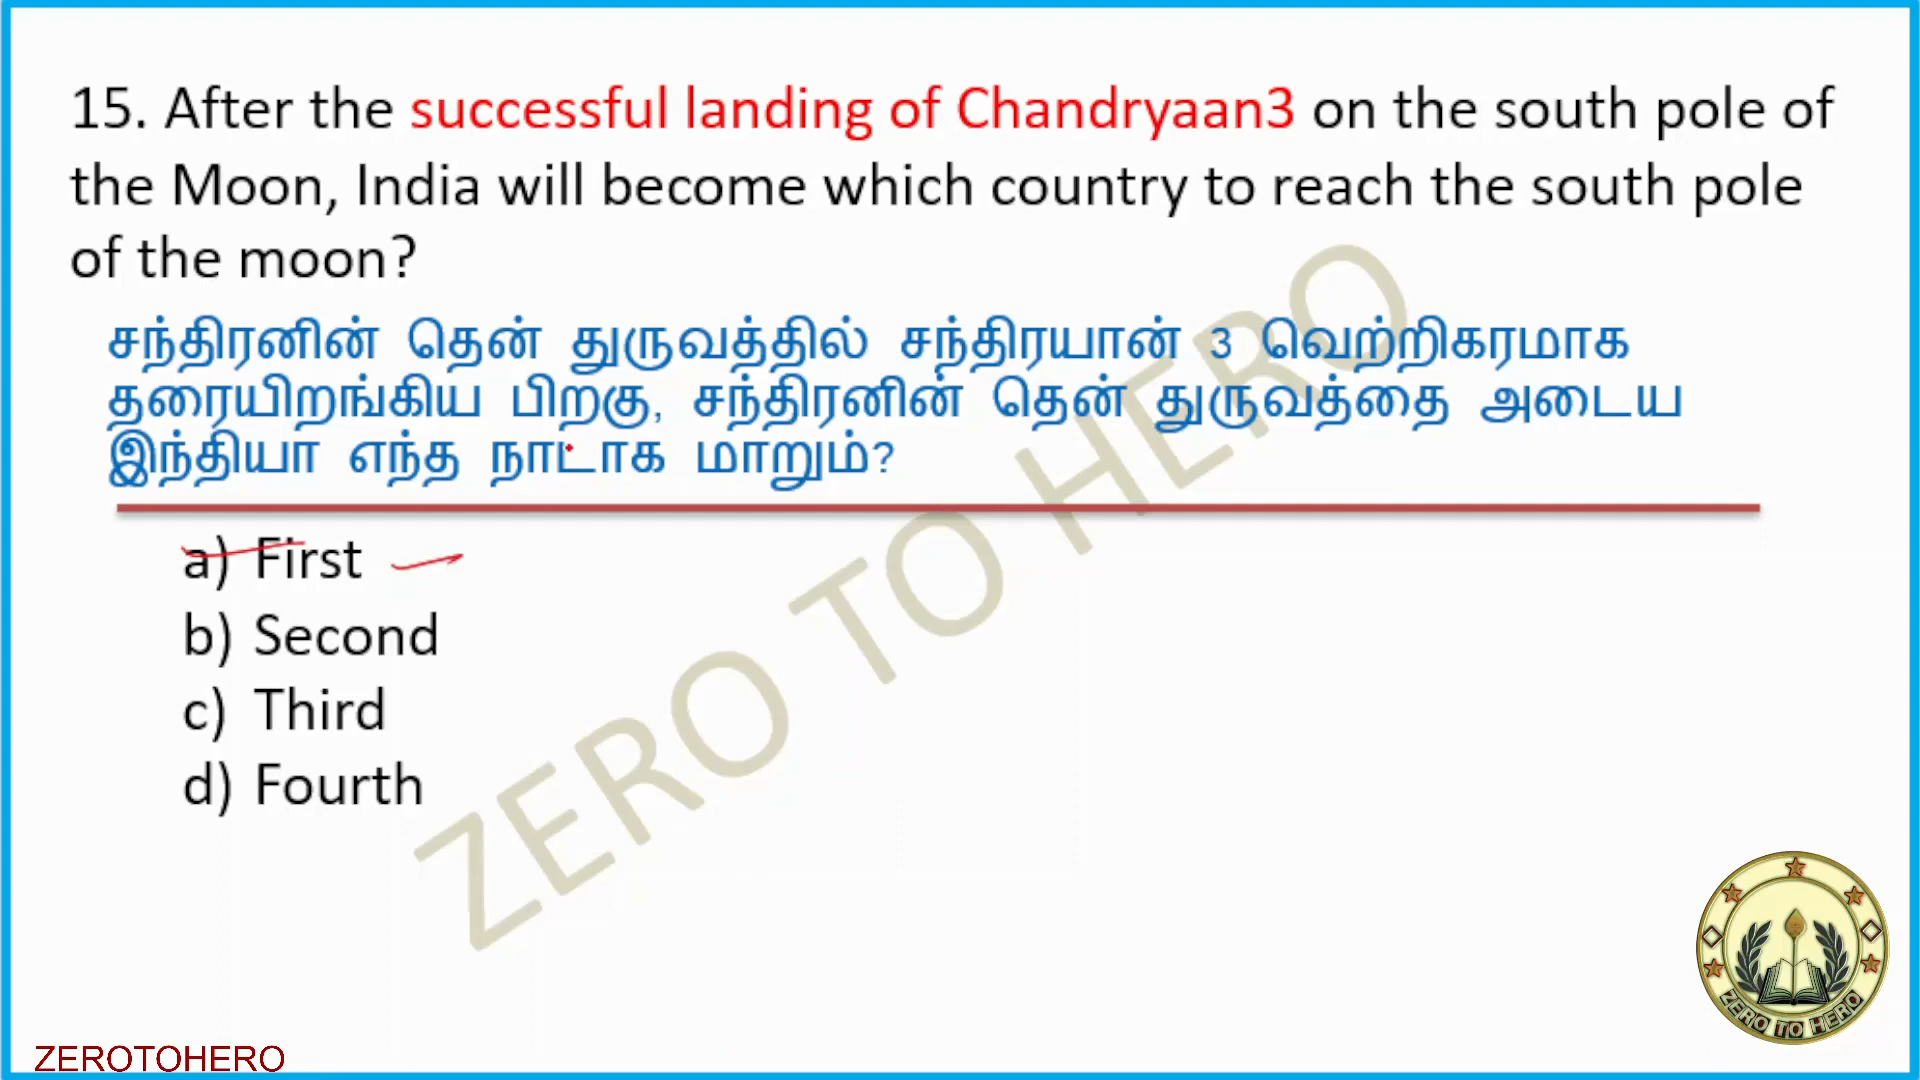 15. After the successful landing of Chandryaan3 on the south pole of
the Moon, India will become which country to reach the south pole
of the moon?
சந்திரனின் தென் துருவத்தில் சந்திரயான் 3 வெற்றிகரமாக
தரையிறங்கிய பிறகு, சந்திரனின் தென் துருவத்தை அடைய
இந்தியா எந்த நாடாக மாறும்?
a) First
b) Second
c) Third
d) Fourth
ZERO TO HERO
ZERO TO HERO
ZEROTOHERO